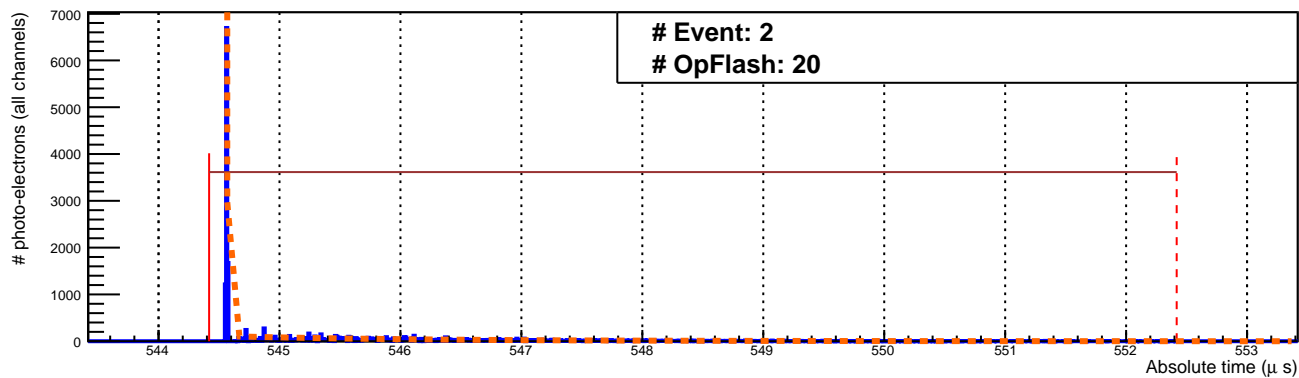 # Event: 2
# OpFlash: 20
# photo-electrons (all channels)
7000
6000
5000
4000
3000
2000
1000
0
544 545 546 547 548 549 550 551 552 553
Absolute time (μ s)